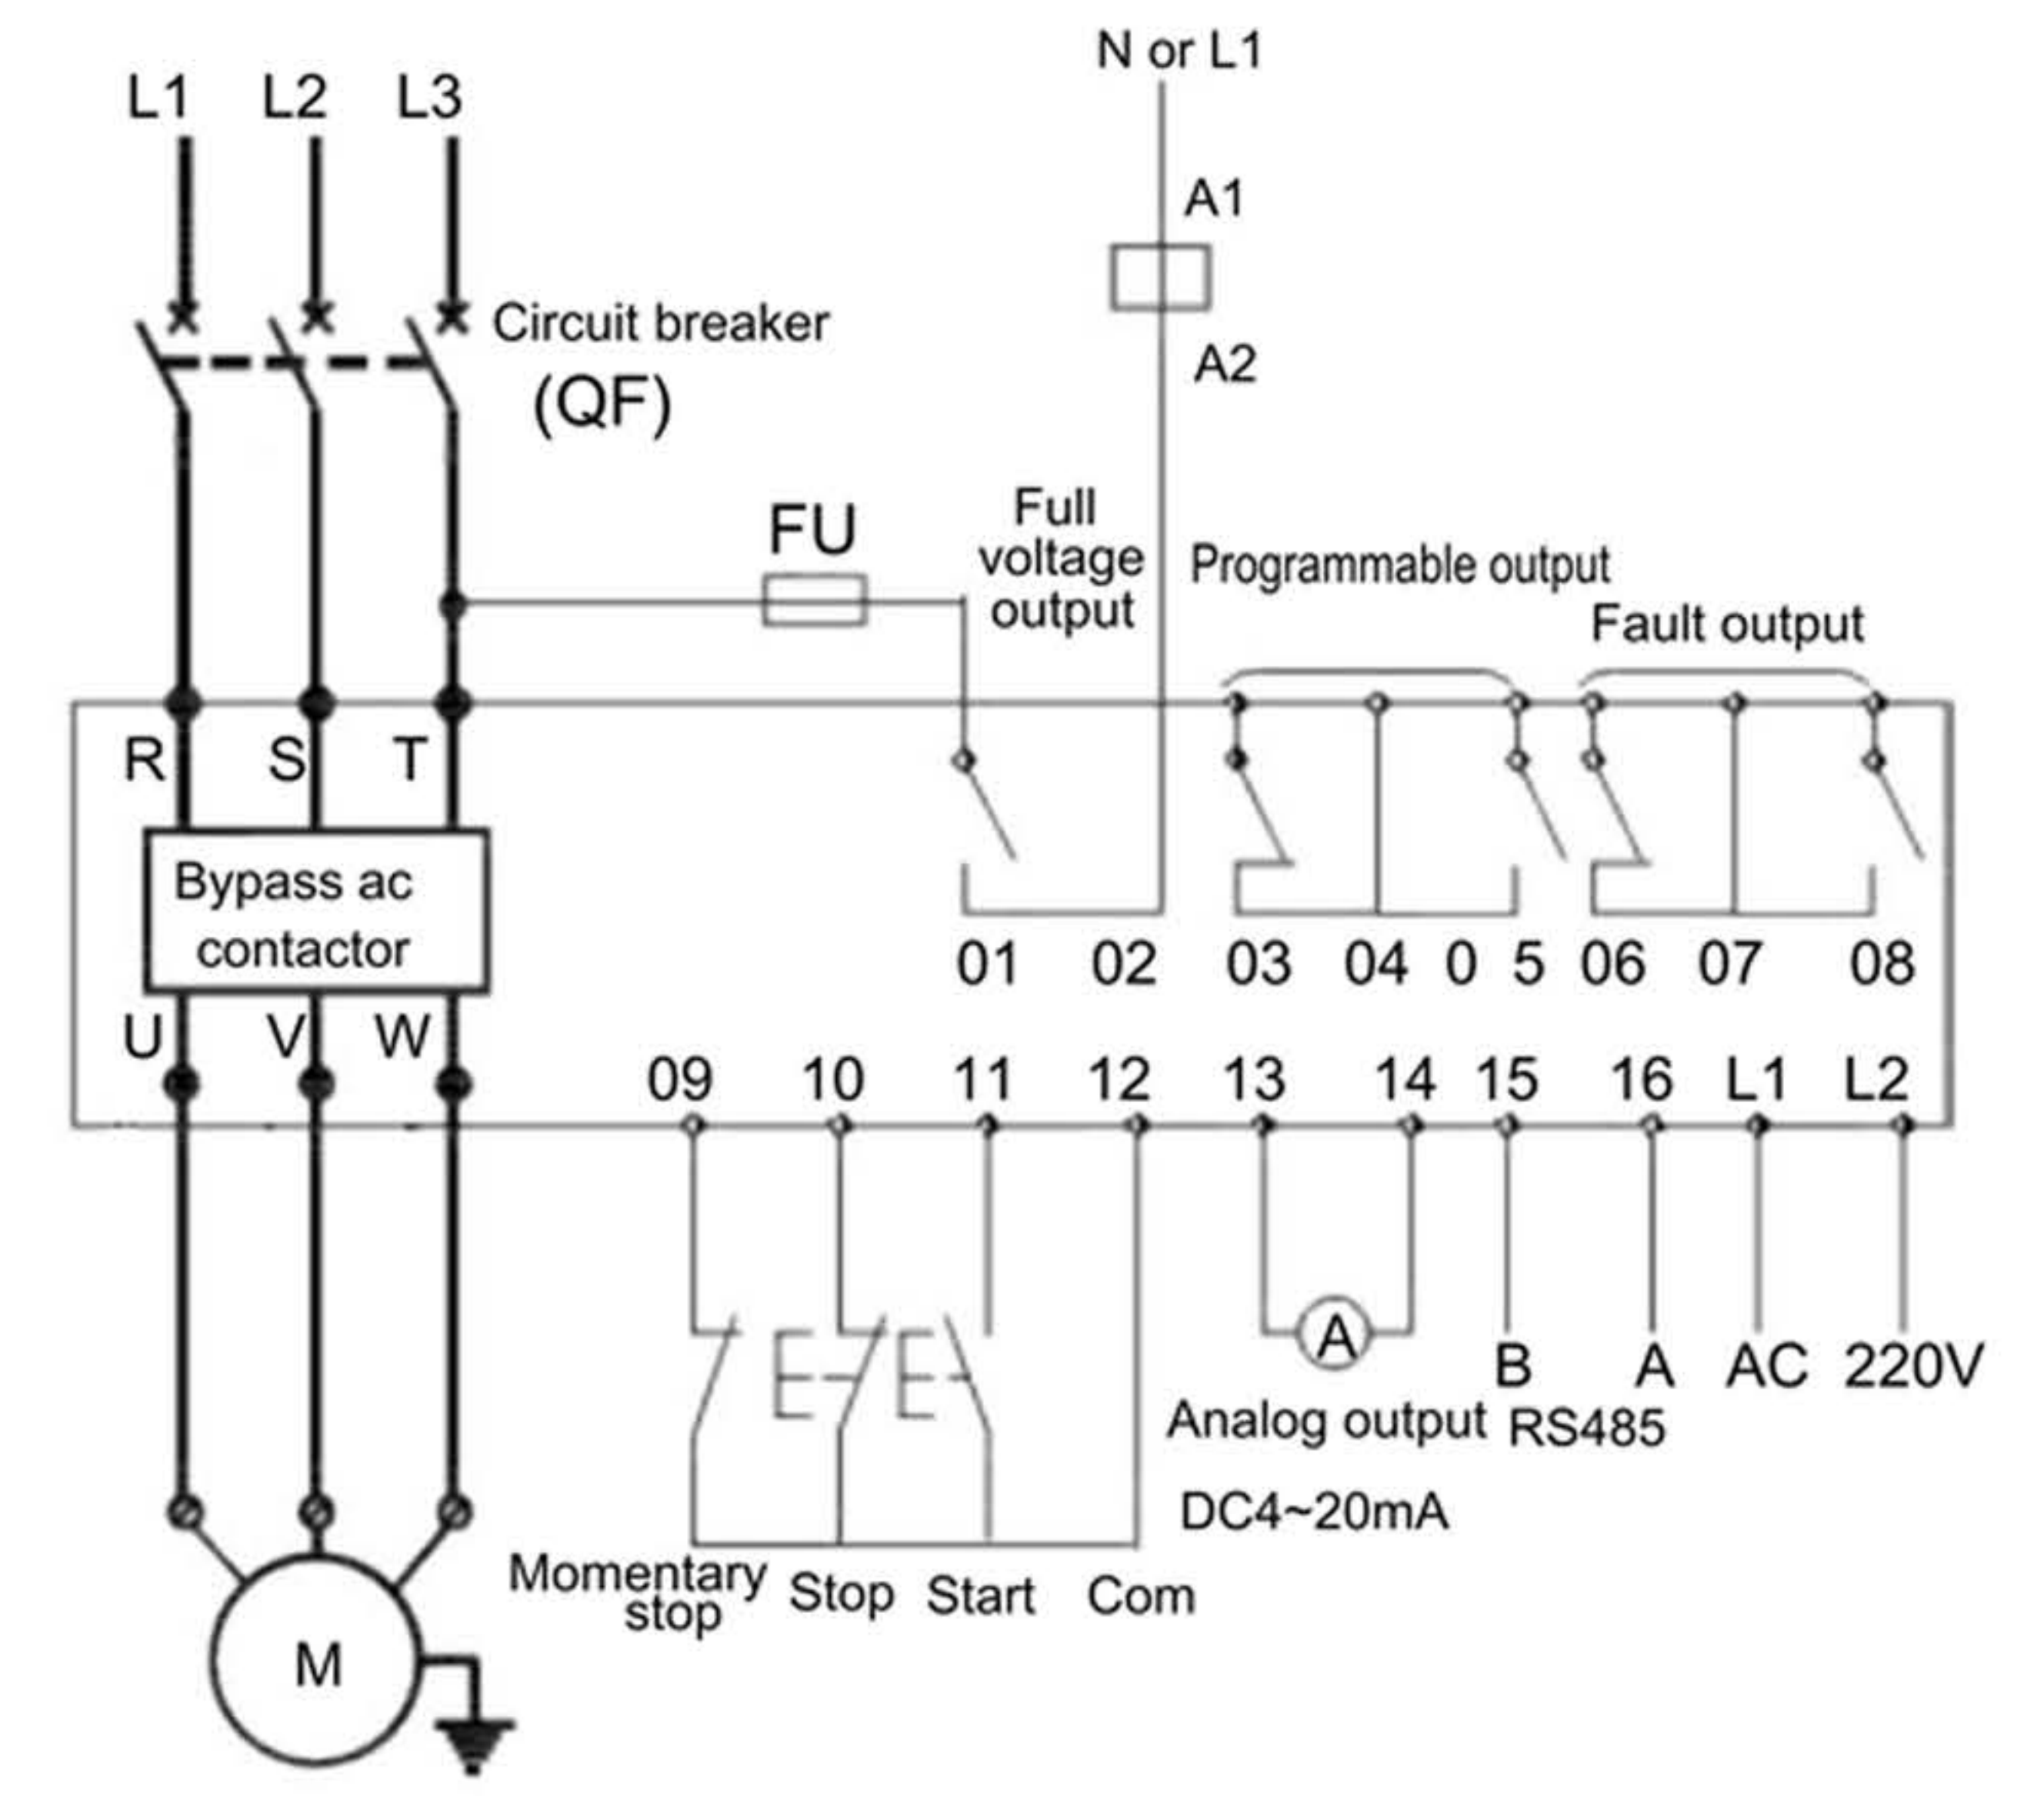 N or L1
L1 L2 L3
A1
Circuit breaker
(QF)
A2
FU
Full
voltage
output
Programmable output
Fault output
R S T
Bypass ac
contactor
01 02 03 04 0 5 06 07 08
U V W
09 10 11 12 13 14 15 16 L1 L2
A
B A AC 220V
Analog output RS485
DC4~20mA
Momentary
stop
Stop Start Com
M